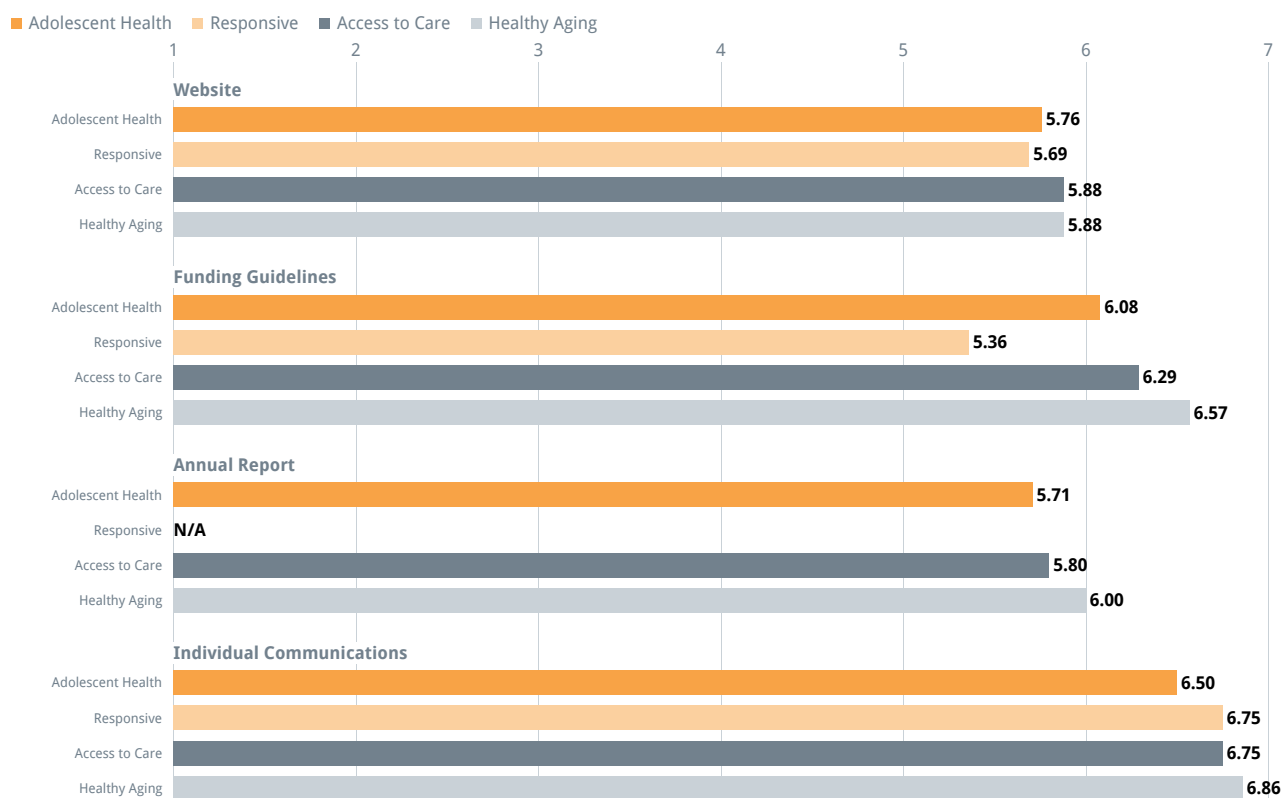 Adolescent Health Responsive Access to Care Healthy Aging
1 2 3 4 5 6 7
Website
Adolescent Health 5.76
Responsive 5.69
Access to Care 5.88
Healthy Aging 5.88
Funding Guidelines
Adolescent Health 6.08
Responsive 5.36
Access to Care 6.29
Healthy Aging 6.57
Annual Report
Adolescent Health 5.71
Responsive N/A
Access to Care 5.80
Healthy Aging 6.00
Individual Communications
Adolescent Health 6.50
Responsive 6.75
Access to Care 6.75
Healthy Aging 6.86